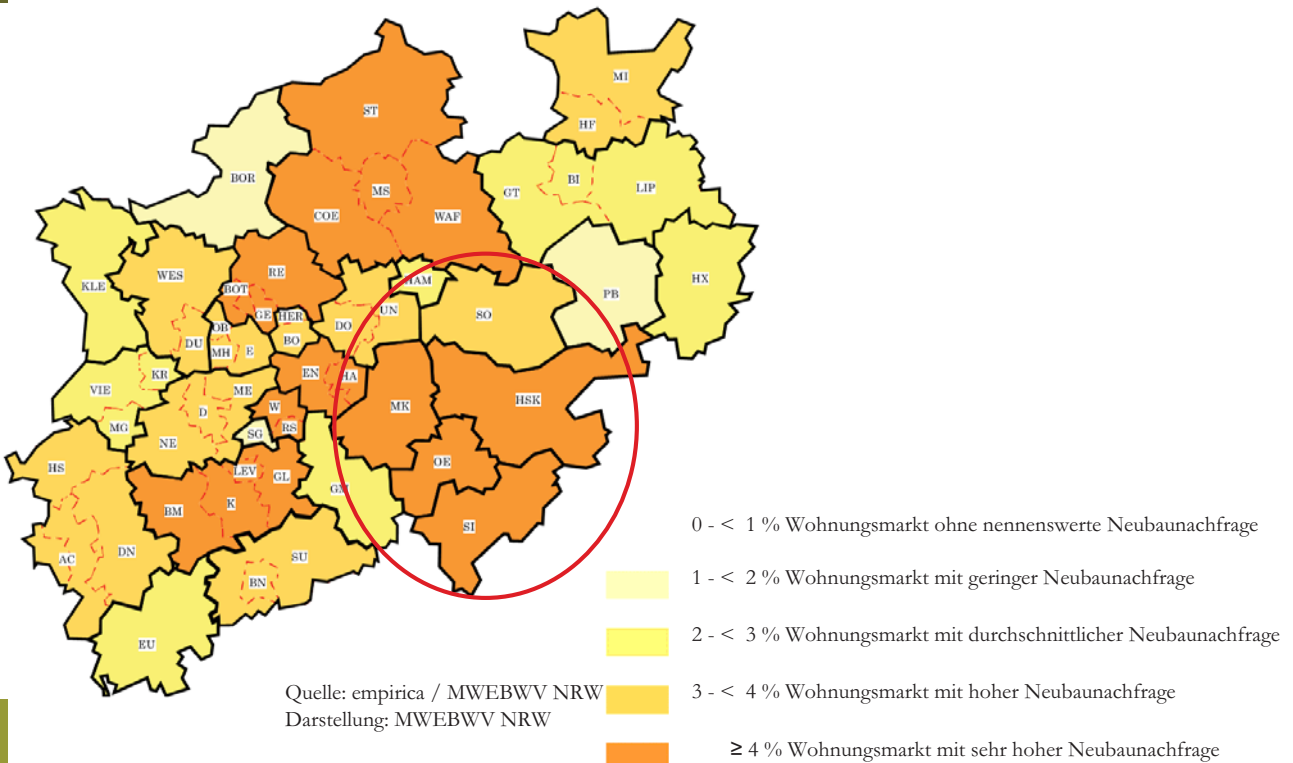 MI
ST
HF
BOR
MS
GT
BI
LIP
COE
WAF
KLE
WES
RE
BOT
HAM
PB
HX
GE
HER
UN
SO
OB
DO
DU
MH
E
BO
VIE
KR
ME
EN
HA
MK
HSK
D
W
MG
NE
SG
RS
HS
LEV
GL
GM
OE
BM
K
SI
AC
DN
SU
BN
EU
0 - < 1 % Wohnungsmarkt ohne nennenswerte Neubaunachfrage
1 - < 2 % Wohnungsmarkt mit geringer Neubaunachfrage
2 - < 3 % Wohnungsmarkt mit durchschnittlicher Neubaunachfrage
3 - < 4 % Wohnungsmarkt mit hoher Neubaunachfrage
≥ 4 % Wohnungsmarkt mit sehr hoher Neubaunachfrage
Quelle: empirica / MWEBWV NRW
Darstellung: MWEBWV NRW